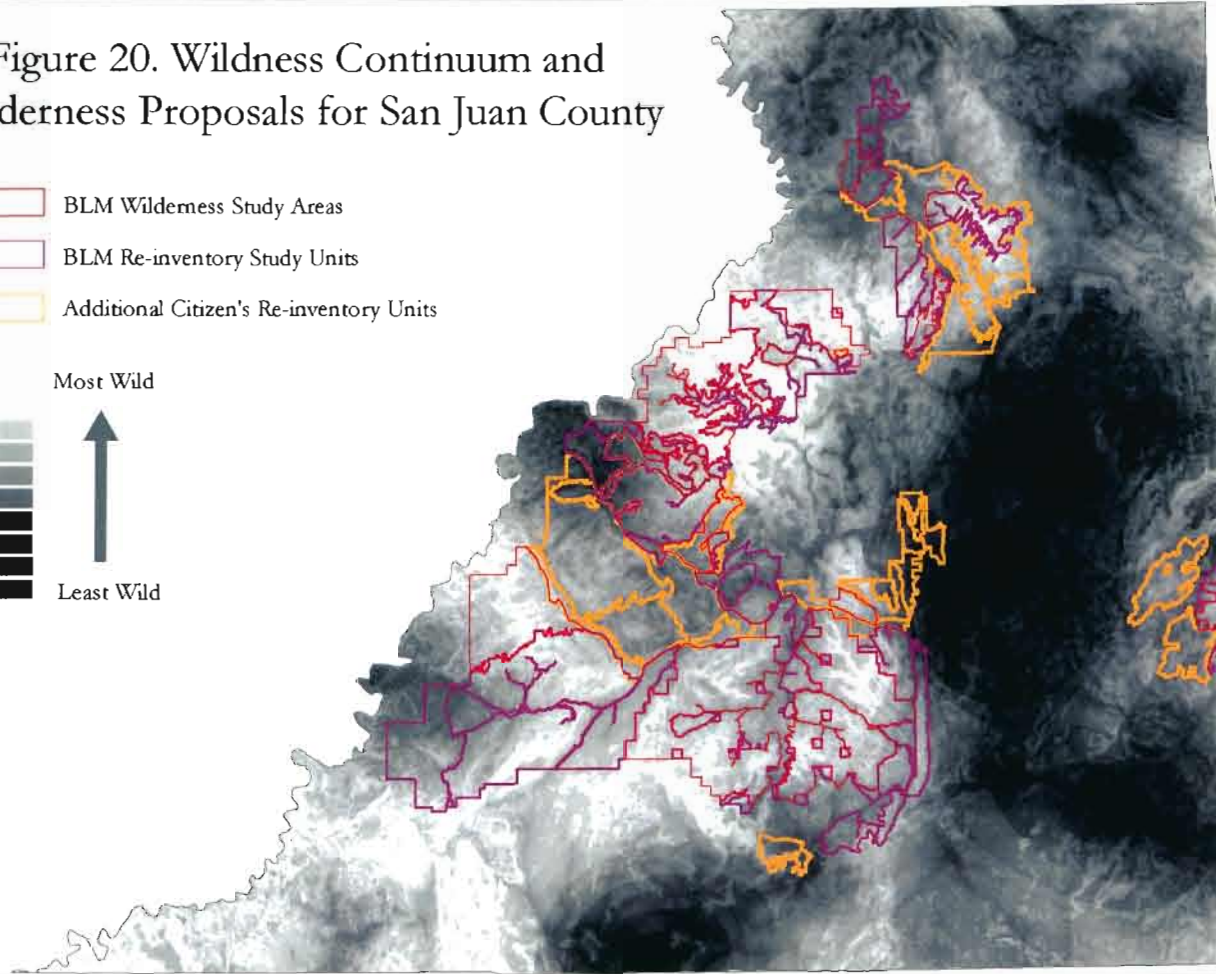 Figure 20. Wildness Continuum and
derness Proposals for San Juan County
BLM Wilderness Study Areas
BLM Re-inventory Study Units
Additional Citizen's Re-inventory Units
Most Wild
Least Wild